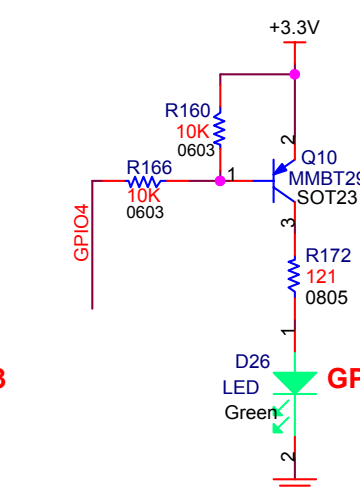 +3.3V
R160
10K
0603
2
Q10
R166
1
MMBT29
10K
SOT23
0603
3
GPIO4
R172
121
0805
1
D26
LED
GP
Green
2